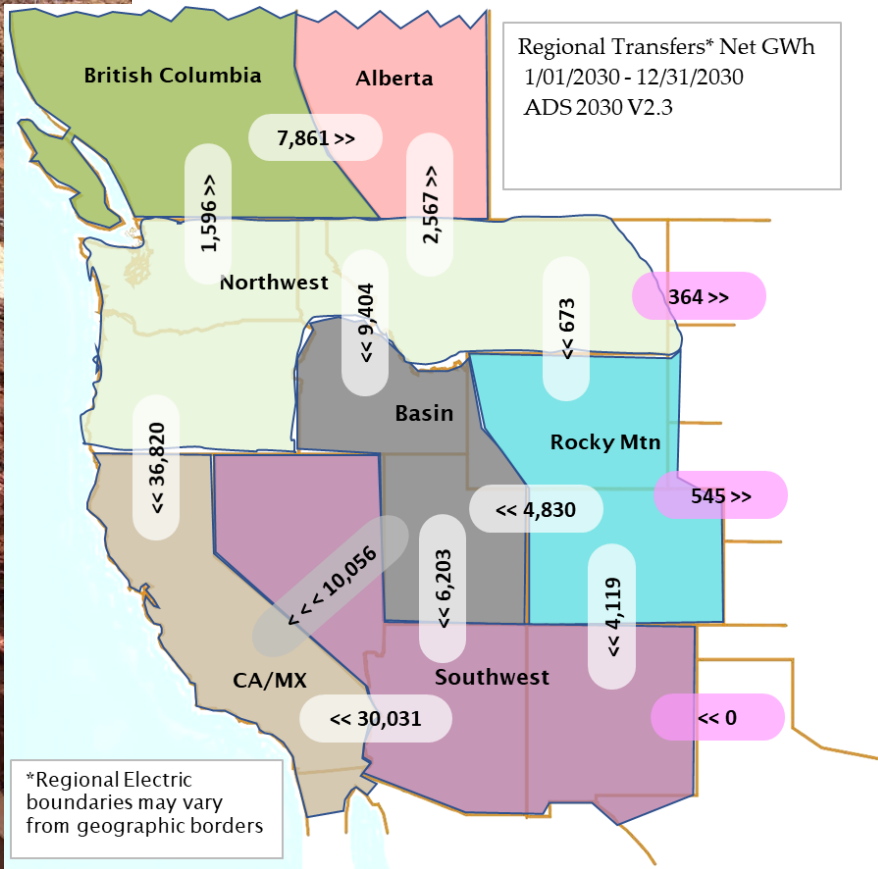 Regional Transfers* Net GWh
1/01/2030 - 12/31/2030
ADS 2030 V2.3
British Columbia
Alberta
7,861 >>
1,596 >>
2,567 >>
Northwest
<< 9,404
<< 673
364 >>
Basin
Rocky Mtn
<< 36,820
545 >>
<< 4,830
< < < 10,056
<< 6,203
<< 4,119
CA/MX
Southwest
<< 30,031
<< 0
*Regional Electric
boundaries may vary
from geographic borders